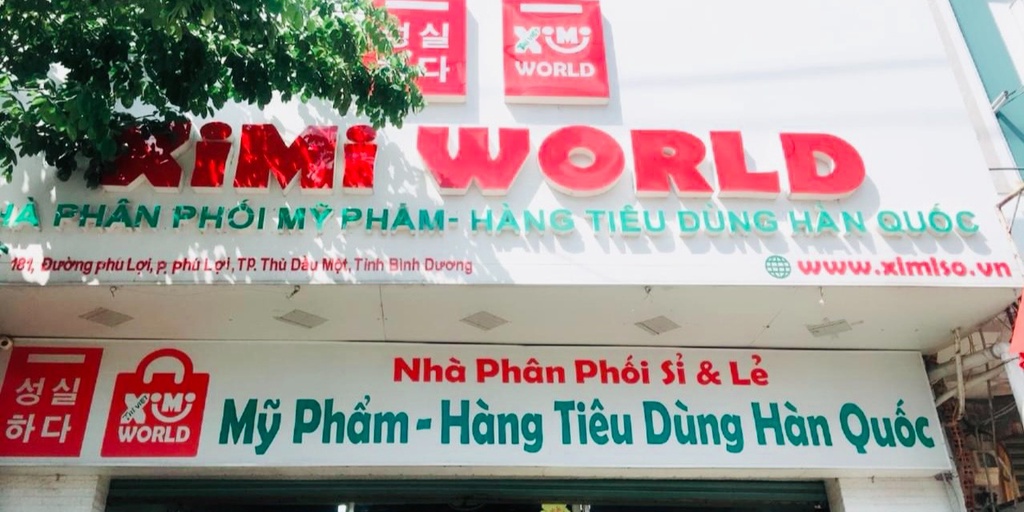 성실
하다
XiMi
WORLD
XiMi WORLD
NHÀ PHÂN PHỐI MỸ PHẨM - HÀNG TIÊU DÙNG HÀN QUỐC
181, Đường phú Lợi, p. phú Lợi, TP. Thủ Dầu Một, Tỉnh Bình Dương
www.ximiso.vn
성실
하다
CHI-VIET
XiMi
WORLD
Nhà Phân Phối Sỉ & Lẻ
Mỹ Phẩm - Hàng Tiêu Dùng Hàn Quốc